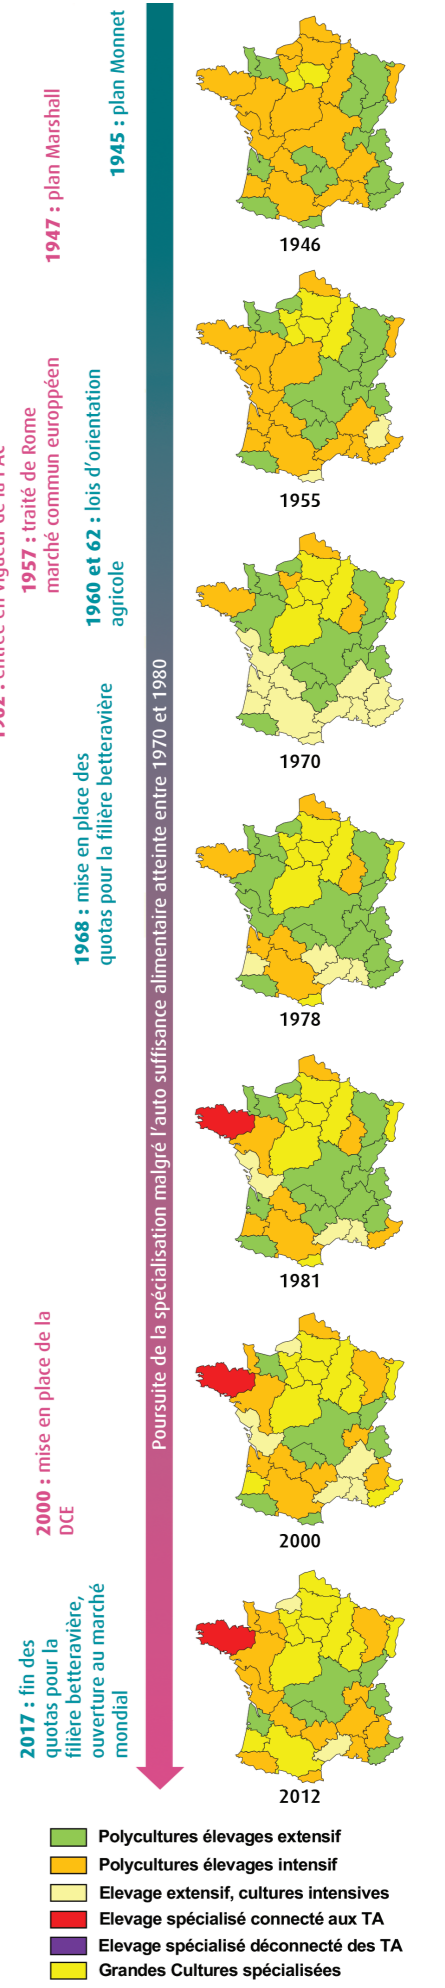 1945 : plan Monnet
1947 : plan Marshall
1946
1955
1957 : traité de Rome
marché commun européen
1960 et 62 : lois d'orientation
agricole
1970
1968 : mise en place des
quotas pour la filière betteravière
Poursuite de la spécialisation malgré l'auto suffisance alimentaire atteinte entre 1970 et 1980
1978
1981
2000 : mise en place de la
DCE
2000
2017 : fin des
quotas pour la
filière betteravière,
ouverture au marché
mondial
2012
Polycultures élevages extensif
Polycultures élevages intensif
Elevage extensif, cultures intensives
Elevage spécialisé connecté aux TA
Elevage spécialisé déconnecté des TA
Grandes Cultures spécialisées